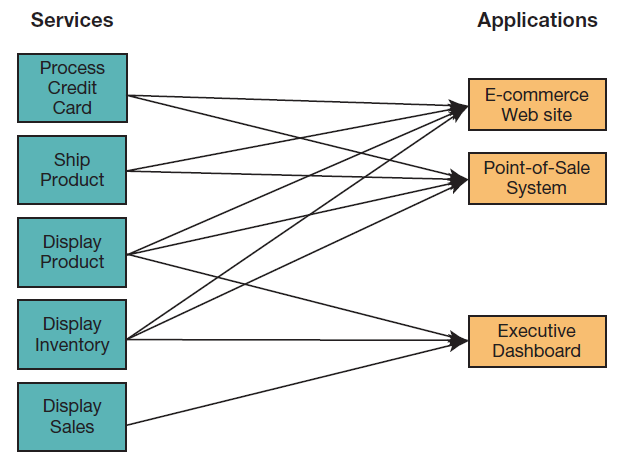 Services
Applications
Process
Credit
Card
Ship
Product
Display
Product
Display
Inventory
Display
Sales
E-commerce
Web site
Point-of-Sale
System
Executive
Dashboard